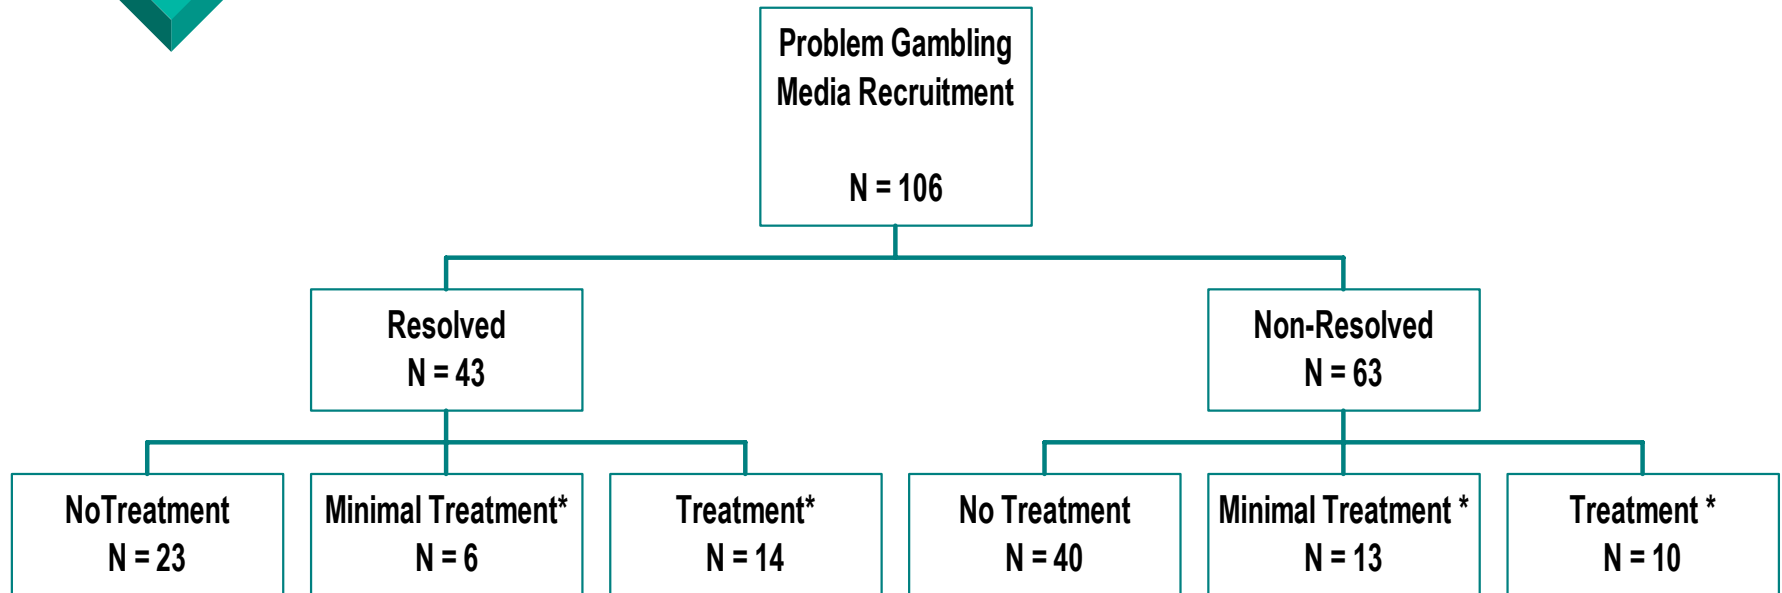 Problem Gambling
Media Recruitment
N = 106
Resolved
N = 43
Non-Resolved
N = 63
NoTreatment
N = 23
Minimal Treatment*
N = 6
Treatment*
N = 14
No Treatment
N = 40
Minimal Treatment *
N = 13
Treatment *
N = 10